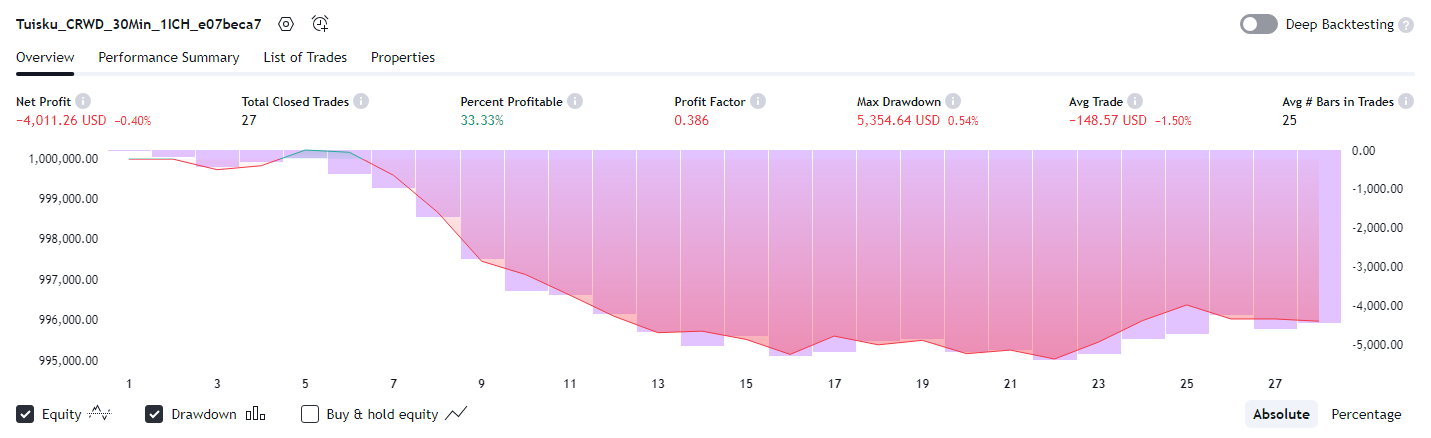 Tuisku_CRWD_30Min_1ICH_e07beca7 Deep Backtesting ?
Overview Performance Summary List of Trades Properties
Net Profit Total Closed Trades Percent Profitable Profit Factor Max Drawdown Avg Trade Avg # Bars in Trades
−4,011.26 USD −0.40% 27 33.33% 0.386 5,354.64 USD 0.54% −148.57 USD −1.50% 25
1,000,000.00 0.00
999,000.00 -1,000.00
998,000.00 -2,000.00
997,000.00 -3,000.00
996,000.00 -4,000.00
995,000.00 -5,000.00
1 3 5 7 9 11 13 15 17 19 21 23 25 27
Equity Drawdown Buy & hold equity Absolute Percentage